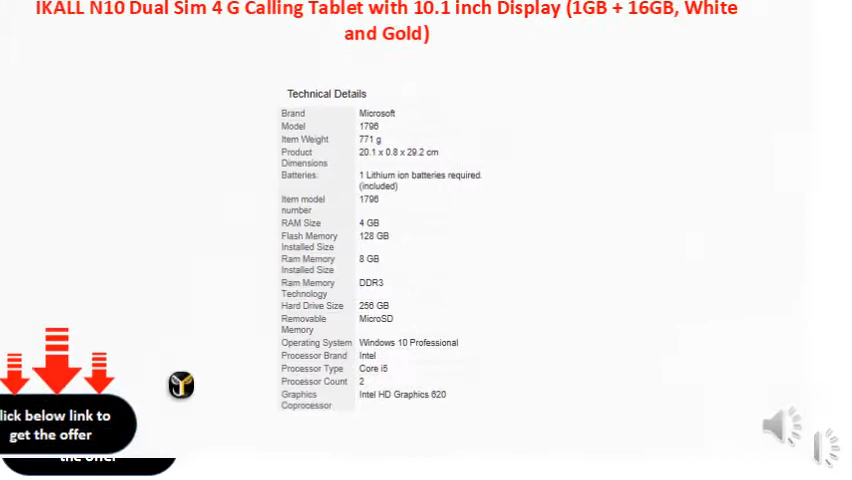 IKALL N10 Dual Sim 4 G Calling Tablet with 10.1 inch Display (1GB + 16GB, White
and Gold)
Technical Details
Brand Microsoft
Model 1796
Item Weight 771 g
Product 20.1 x 0.8 x 29.2 cm
Dimensions
Batteries: 1 Lithium ion batteries required.
(included)
Item model 1796
number
RAM Size 4 GB
Flash Memory 128 GB
Installed Size
Ram Memory 8 GB
Installed Size
Ram Memory DDR3
Technology
Hard Drive Size 256 GB
Removable MicroSD
Memory
Operating System Windows 10 Professional
Processor Brand Intel
Processor Type Core i5
Processor Count 2
Graphics Intel HD Graphics 620
Coprocessor
lick below link to
get the offer
the offer